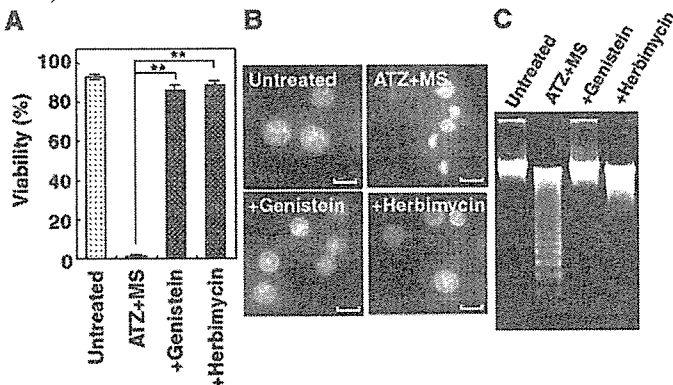 A
Viability (%)
100
80
60
40
20
0
**
**
Untreated
ATZ+MS
+Genistein
+Herbimycin
B
Untreated
ATZ+MS
+Genistein
+Herbimycin
C
Untreated
ATZ+MS
+Genistein
+Herbimycin